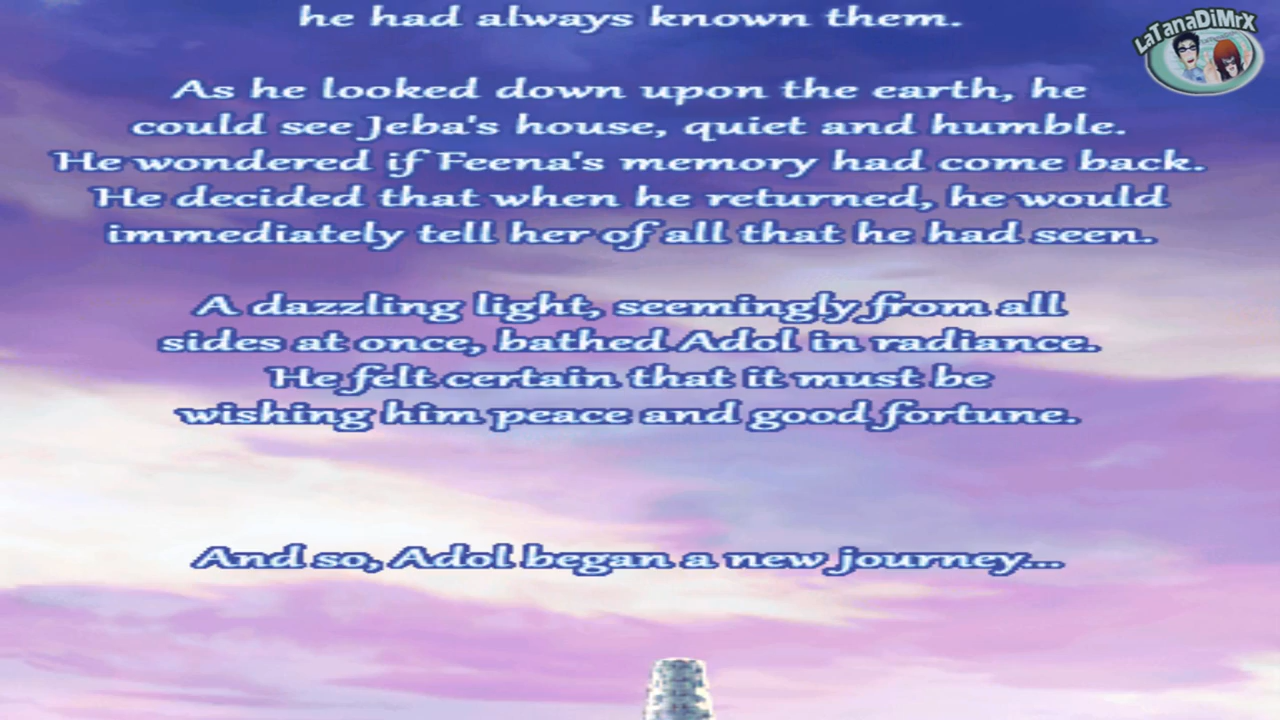 he had always known them.
LaTanaDiMrX
As he looked down upon the earth, he
could see Jeba's house, quiet and humble.
He wondered if Feena's memory had come back.
He decided that when he returned, he would
immediately tell her of all that he had seen.
A dazzling light, seemingly from all
sides at once, bathed Adol in radiance.
He felt certain that it must be
wishing him peace and good fortune.
And so, Adol began a new journey...